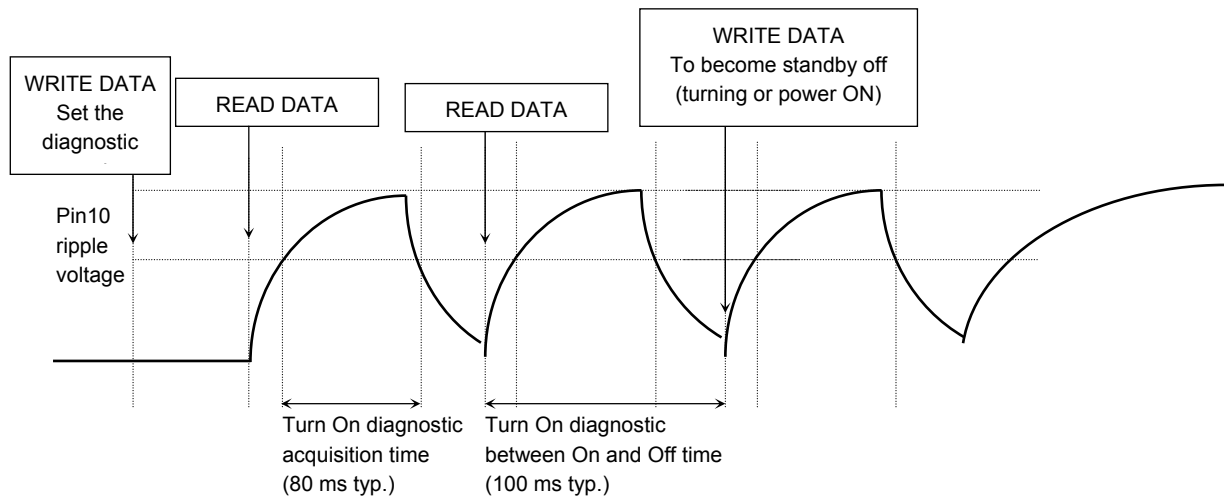 WRITE DATA
Set the
diagnostic
READ DATA
READ DATA
WRITE DATA
To become standby off
(turning or power ON)
Pin10
ripple
voltage
Turn On diagnostic
acquisition time
(80 ms typ.)
Turn On diagnostic
between On and Off time
(100 ms typ.)